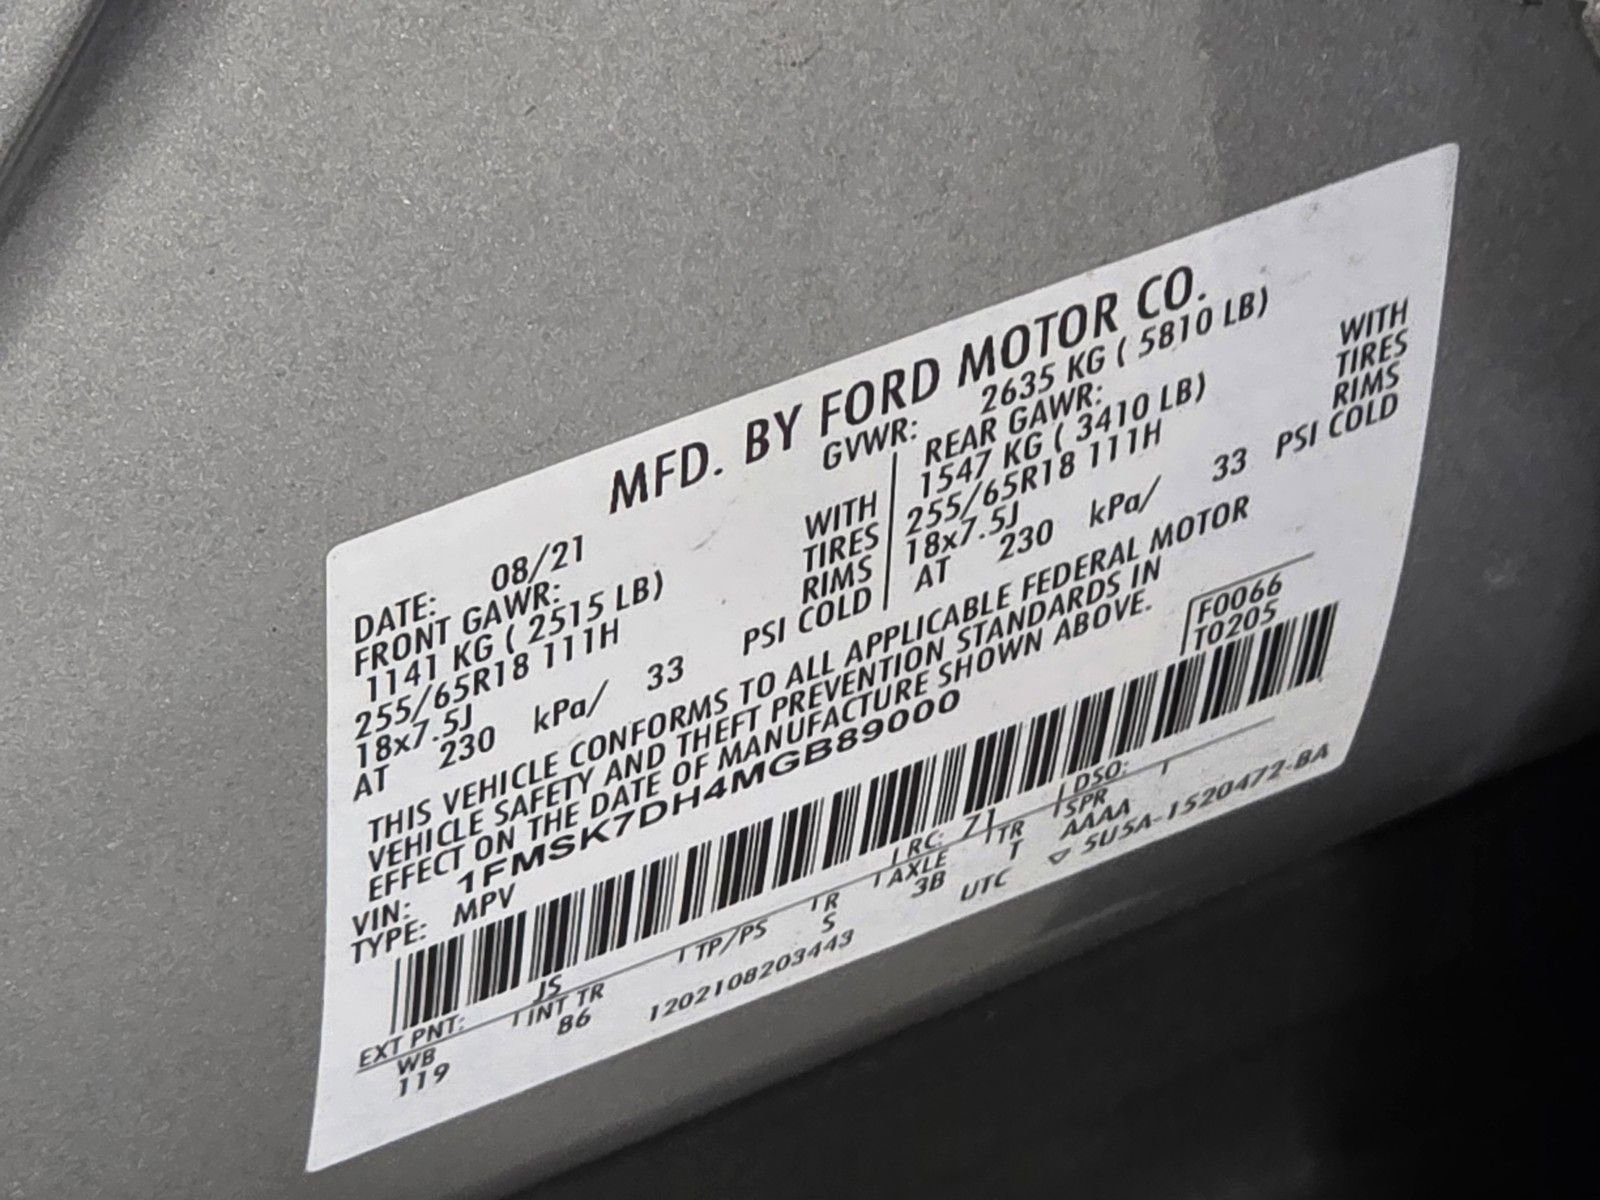 MFD. BY FORD MOTOR CO.
DATE: 08/21 GVWR: 2635 KG ( 5810 LB)
FRONT GAWR: REAR GAWR:
1141 KG ( 2515 LB) WITH 1547 KG ( 3410 LB) WITH
255/65R18 111H TIRES 255/65R18 111H TIRES
18x7.5J RIMS 18x7.5J RIMS
AT 230 kPa/ 33 PSI COLD AT 230 kPa/ 33 PSI COLD
THIS VEHICLE CONFORMS TO ALL APPLICABLE FEDERAL MOTOR
VEHICLE SAFETY AND THEFT PREVENTION STANDARDS IN
EFFECT ON THE DATE OF MANUFACTURE SHOWN ABOVE.
VIN: 1FMSK7DH4MGB89000 F0066
TYPE: MPV T0205
EXT PNT: JS RC: 71 DSO:
WB INT TR TP/PS R AXLE TR SPR
119 B6 S 3B T AAAA
1202108203443 UTC ▽ 5U5A-1520472-BA